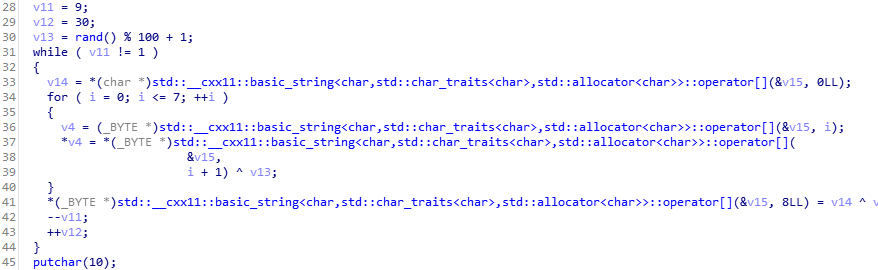 28 v11 = 9;
29 v12 = 30;
30 v13 = rand() % 100 + 1;
31 while ( v11 != 1 )
32 {
33 v14 = *(char *)std::__cxx11::basic_string<char,std::char_traits<char>,std::allocator<char>>::operator[](&v15, 0LL);
34 for ( i = 0; i <= 7; ++i )
35 {
36 v4 = (_BYTE *)std::__cxx11::basic_string<char,std::char_traits<char>,std::allocator<char>>::operator[](&v15, i);
37 *v4 = *(_BYTE *)std::__cxx11::basic_string<char,std::char_traits<char>,std::allocator<char>>::operator[](
38 &v15,
39 i + 1) ^ v13;
40 }
41 *(_BYTE *)std::__cxx11::basic_string<char,std::char_traits<char>,std::allocator<char>>::operator[](&v15, 8LL) = v14 ^ v
42 --v11;
43 ++v12;
44 }
45 putchar(10);